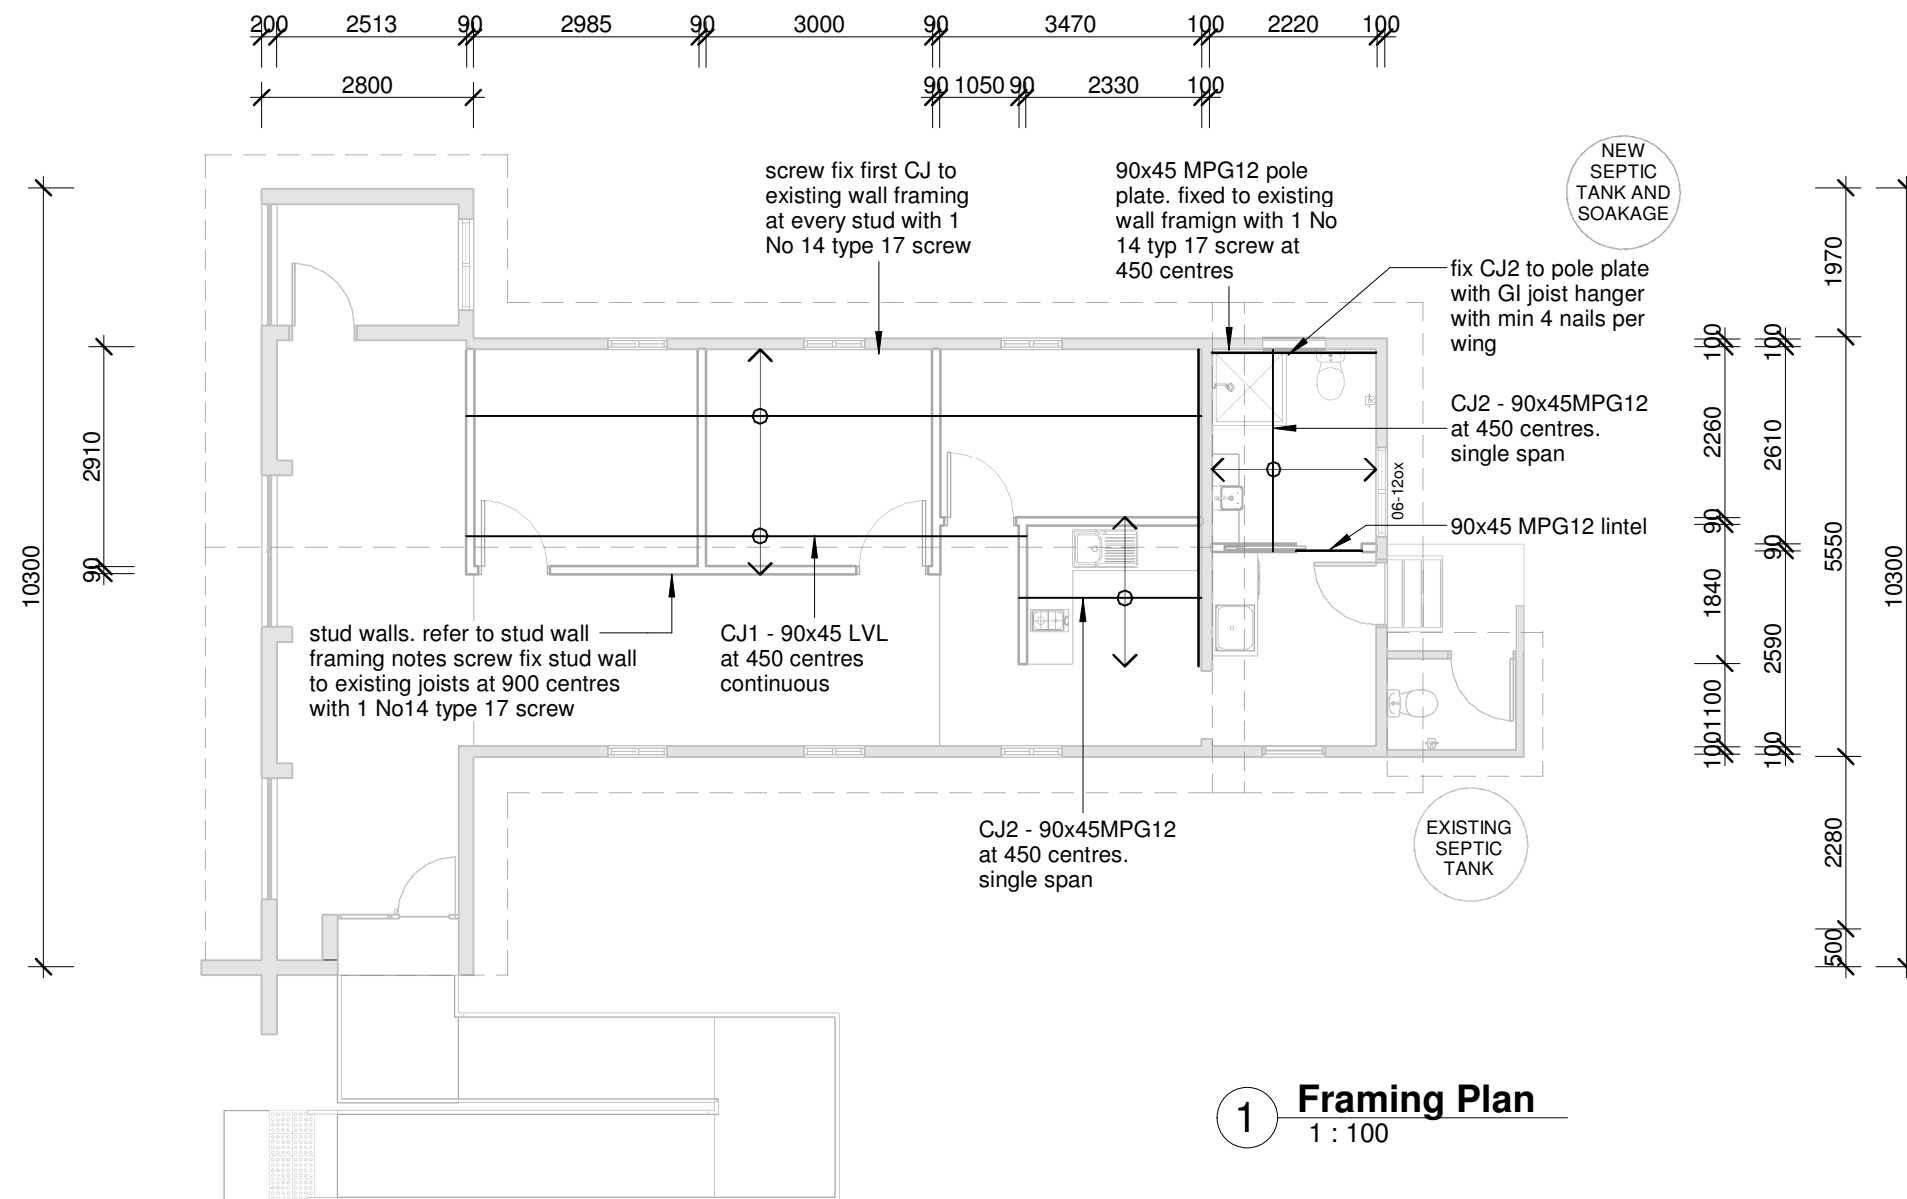 200 2513 90 2985 90 3000 90 3470 100 2220 100
2800 90 1050 90 2330 100
screw fix first CJ to
existing wall framing
at every stud with 1
No 14 type 17 screw
90x45 MPG12 pole
plate. fixed to existing
wall framign with 1 No
14 typ 17 screw at
450 centres
NEW
SEPTIC
TANK AND
SOAKAGE
fix CJ2 to pole plate
with GI joist hanger
with min 4 nails per
wing
CJ2 - 90x45MPG12
at 450 centres.
single span
06-12ox
90x45 MPG12 lintel
stud walls. refer to stud wall
framing notes screw fix stud wall
to existing joists at 900 centres
with 1 No14 type 17 screw
CJ1 - 90x45 LVL
at 450 centres
continuous
CJ2 - 90x45MPG12
at 450 centres.
single span
EXISTING
SEPTIC
TANK
10300
2910
90
100
2260
90
1840
1100
100
100
2610
90
2590
100
1970
5550
2280
500
10300
1
Framing Plan
1 : 100